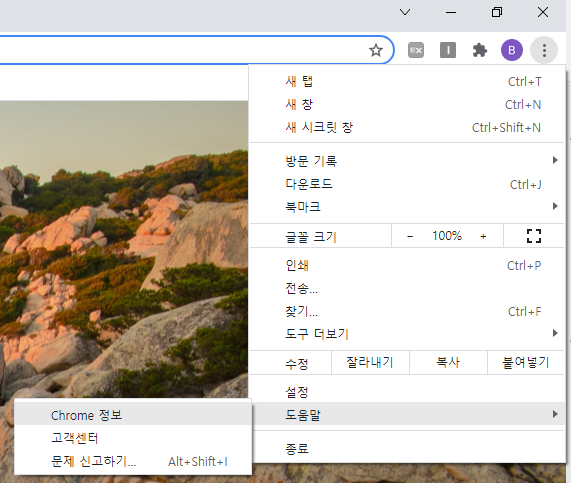 B
새 탭 Ctrl+T
새 창 Ctrl+N
새 시크릿 창 Ctrl+Shift+N
방문 기록
다운로드 Ctrl+J
북마크
글꼴 크기 - 100% +
인쇄 Ctrl+P
전송...
찾기... Ctrl+F
도구 더보기
수정 잘라내기 복사 붙여넣기
설정
도움말
종료
Chrome 정보
고객센터
문제 신고하기... Alt+Shift+I